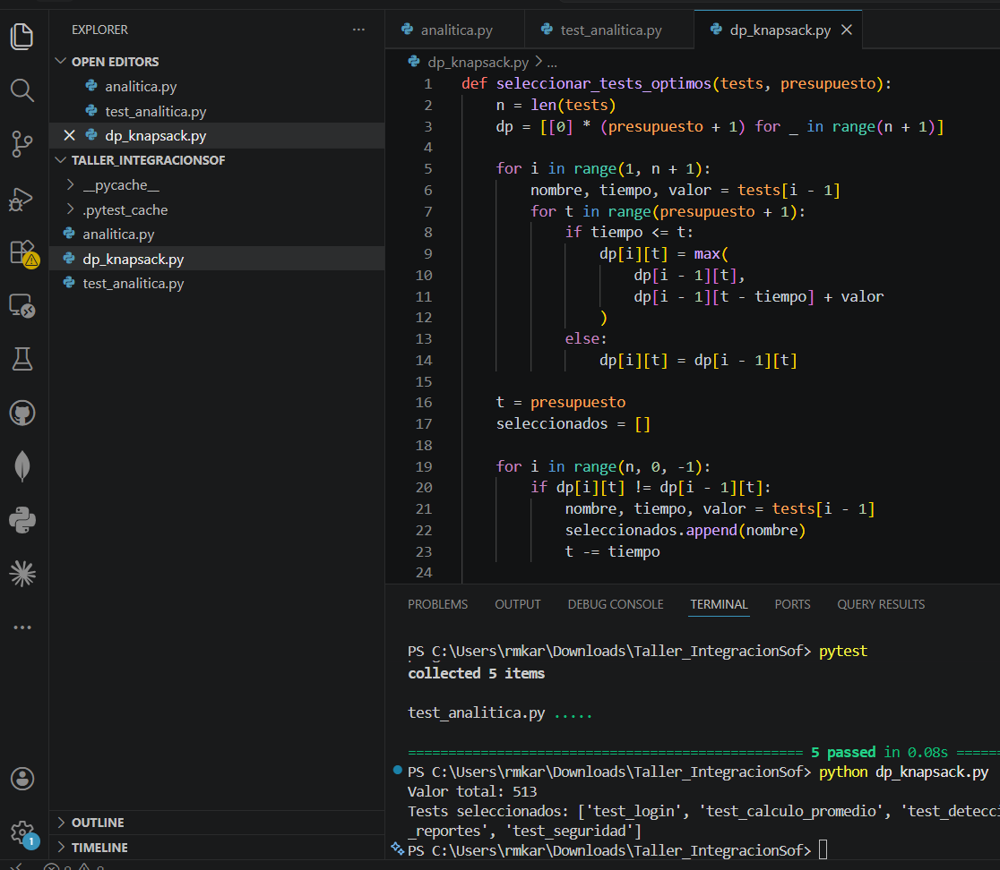 EXPLORER
OPEN EDITORS
analitica.py
test_analitica.py
dp_knapsack.py
TALLER_INTEGRACIONSOF
__pycache__
.pytest_cache
analitica.py
dp_knapsack.py
test_analitica.py
OUTLINE
TIMELINE
1
analitica.py
test_analitica.py
dp_knapsack.py
dp_knapsack.py > ...
1 def seleccionar_tests_optimos(tests, presupuesto):
2 n = len(tests)
3 dp = [[0] * (presupuesto + 1) for _ in range(n + 1)]
4
5 for i in range(1, n + 1):
6 nombre, tiempo, valor = tests[i - 1]
7 for t in range(presupuesto + 1):
8 if tiempo <= t:
9 dp[i][t] = max(
10 dp[i - 1][t],
11 dp[i - 1][t - tiempo] + valor
12 )
13 else:
14 dp[i][t] = dp[i - 1][t]
15
16 t = presupuesto
17 seleccionados = []
18
19 for i in range(n, 0, -1):
20 if dp[i][t] != dp[i - 1][t]:
21 nombre, tiempo, valor = tests[i - 1]
22 seleccionados.append(nombre)
23 t -= tiempo
24
PROBLEMS OUTPUT DEBUG CONSOLE TERMINAL PORTS QUERY RESULTS
PS C:\Users\rmkar\Downloads\Taller_IntegracionSof> pytest
collected 5 items
test_analitica.py .....
================================================= 5 passed in 0.08s ======
PS C:\Users\rmkar\Downloads\Taller_IntegracionSof> python dp_knapsack.py
Valor total: 513
Tests seleccionados: ['test_login', 'test_calculo_promedio', 'test_detecci
_reportes', 'test_seguridad']
PS C:\Users\rmkar\Downloads\Taller_IntegracionSof>